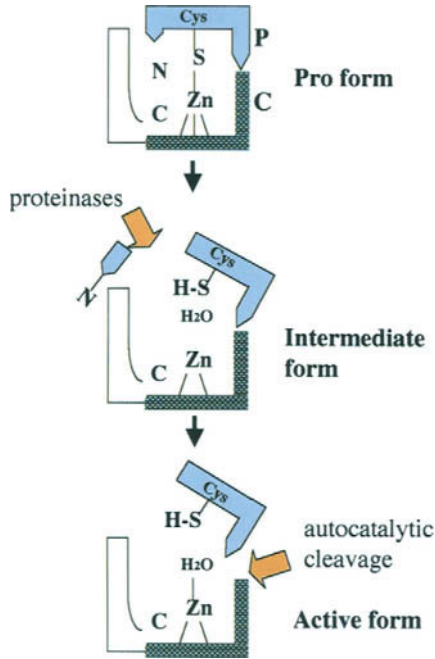 Cys
P
S
N
Zn
C
C
Pro form
proteinases
N
Cys
H-S
H2O
Zn
C
Intermediate
form
Cys
H-S
autocatalytic
cleavage
H2O
Zn
C
Active form